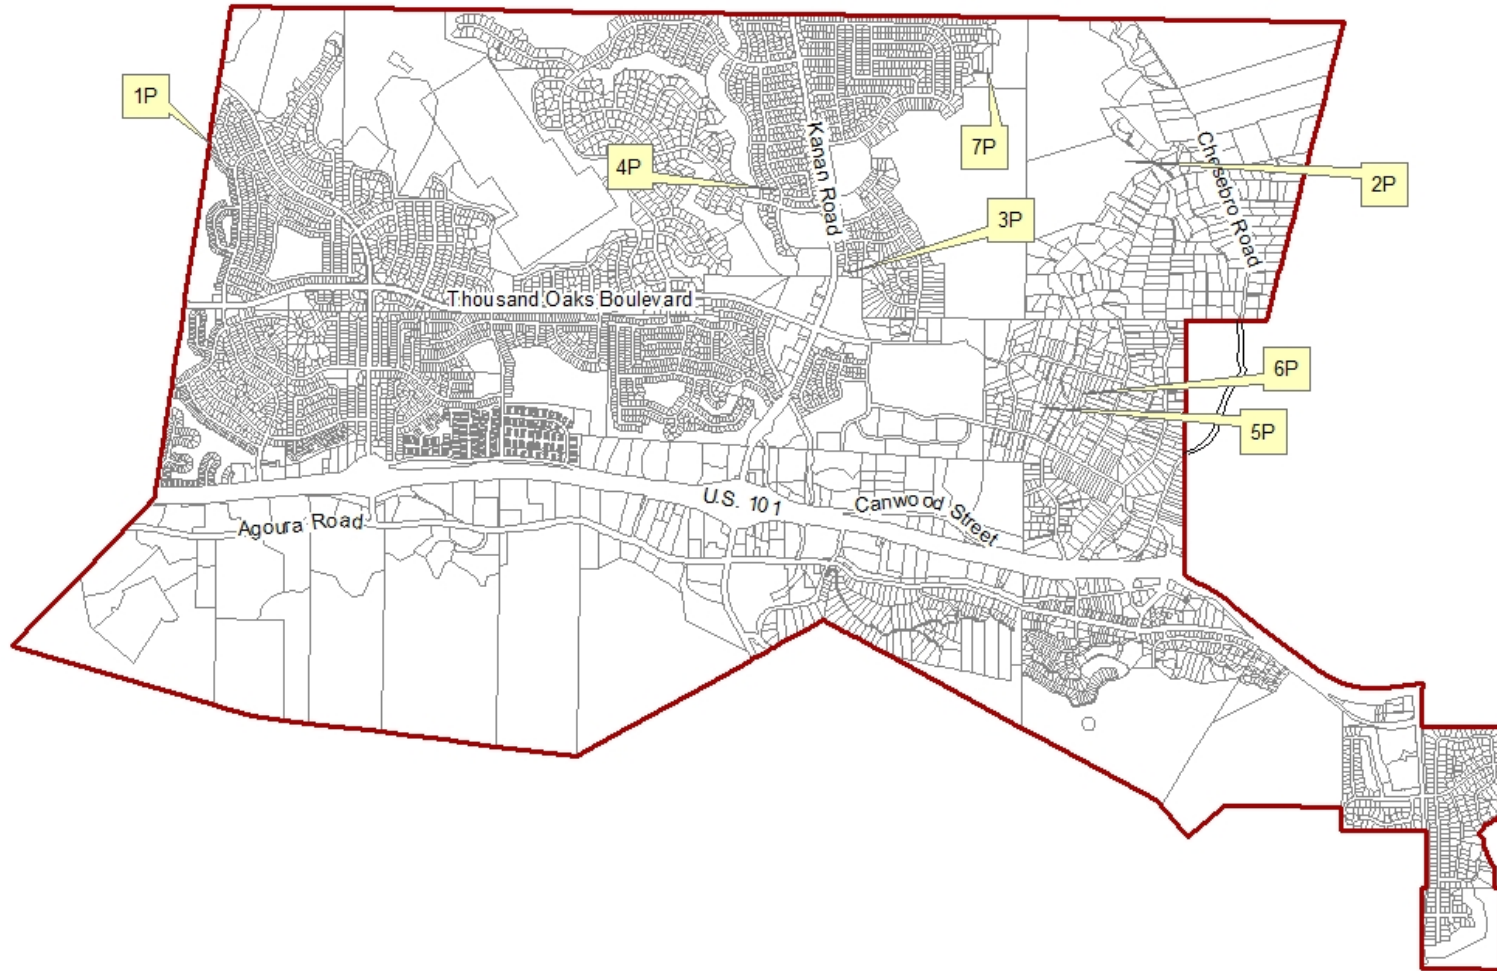 1P
4P
Kanan Road
7P
Chesebro Road
2P
3P
Thousand Oaks Boulevard
6P
5P
U.S. 101
Canwood Street
Agoura Road